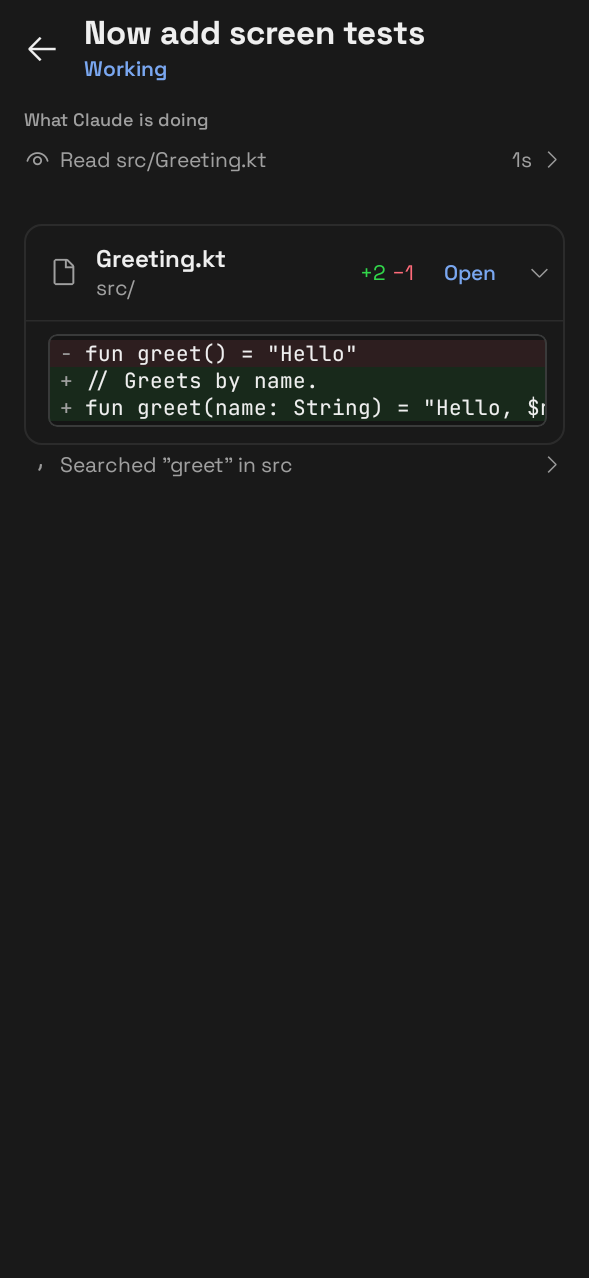 Now add screen tests
Working
What Claude is doing
Read src/Greeting.kt 1s
Greeting.kt
src/
+2 −1 Open
- fun greet() = "Hello"
+ // Greets by name.
+ fun greet(name: String) = "Hello, $
Searched ”greet” in src